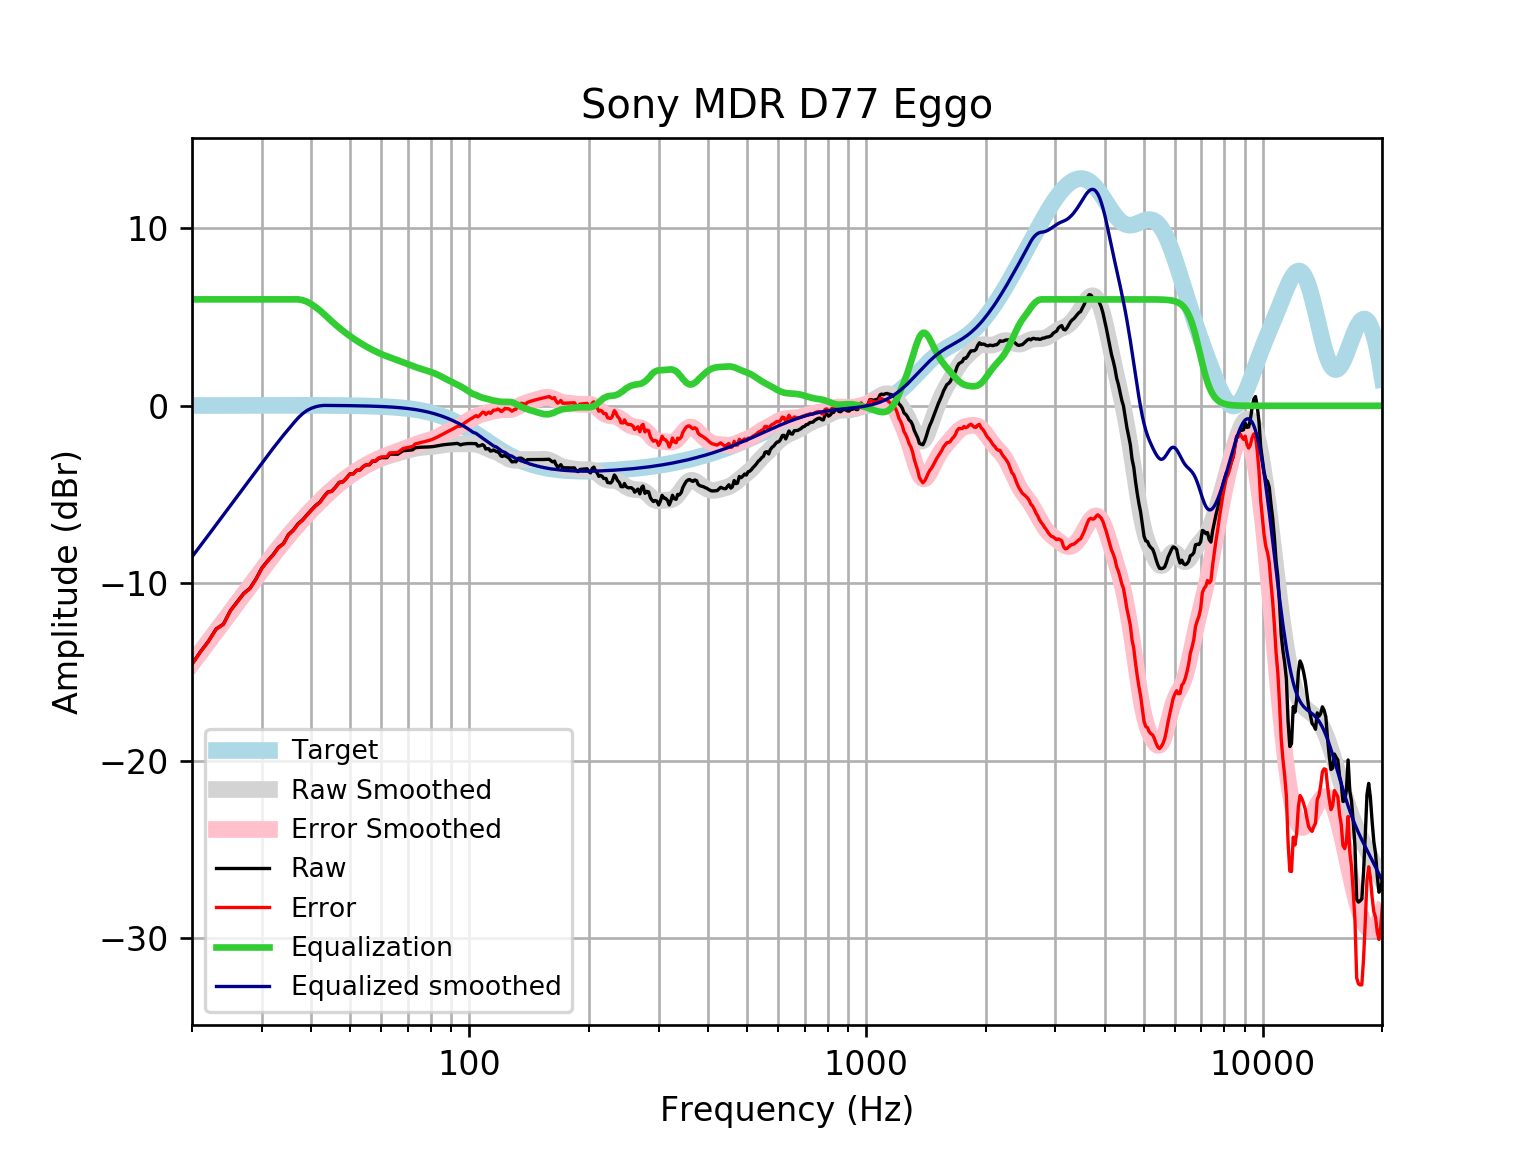 Sony MDR D77 Eggo
Amplitude (dBr)
10
0
−10
−20
−30
Target
Raw Smoothed
Error Smoothed
Raw
Error
Equalization
Equalized smoothed
100
1000
10000
Frequency (Hz)